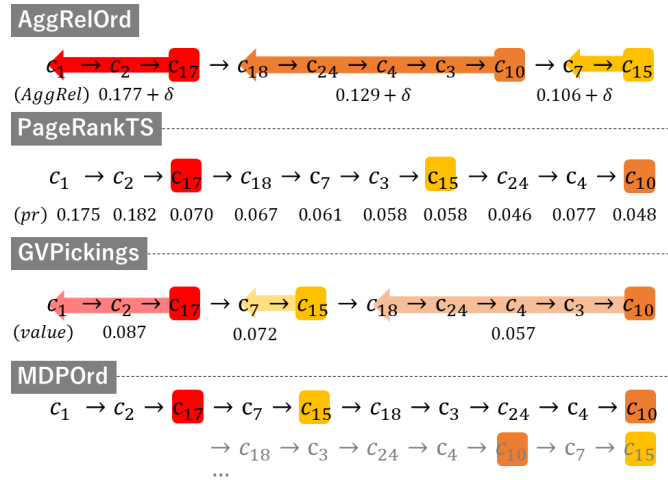 AggRelOrd
c₁ → c₂ → c₁₇ → c₁₈ → c₂₄ → c₄ → c₃ → c₁₀ → c₇ → c₁₅
(AggRel) 0.177 + δ 0.129 + δ 0.106 + δ
PageRankTS
c₁ → c₂ → c₁₇ → c₁₈ → c₇ → c₃ → c₁₅ → c₂₄ → c₄ → c₁₀
(pr) 0.175 0.182 0.070 0.067 0.061 0.058 0.058 0.046 0.077 0.048
GVPickings
c₁ → c₂ → c₁₇ → c₇ → c₁₅ → c₁₈ → c₂₄ → c₄ → c₃ → c₁₀
(value) 0.087 0.072 0.057
MDPOrd
c₁ → c₂ → c₁₇ → c₇ → c₁₅ → c₁₈ → c₃ → c₂₄ → c₄ → c₁₀
→ c₁₈ → c₃ → c₂₄ → c₄ → c₁₀ → c₇ → c₁₅
...